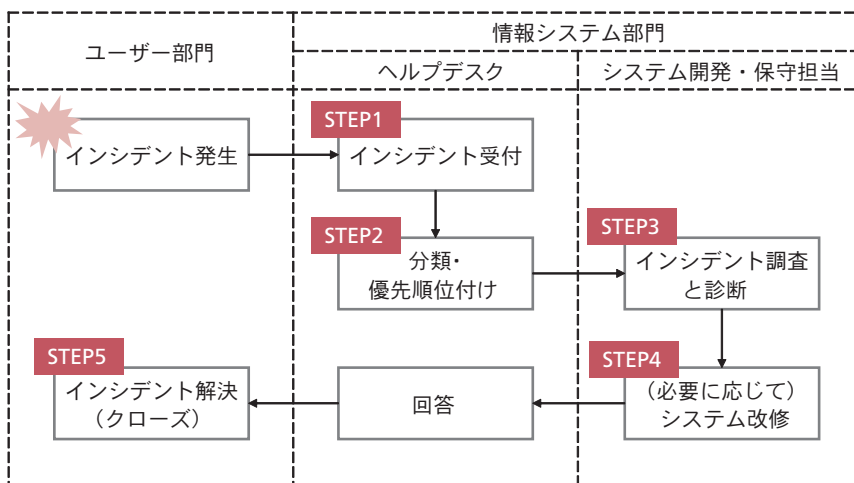 ユーザー部門
情報システム部門
ヘルプデスク
システム開発・保守担当
インシデント発生
STEP1
インシデント受付
STEP2
分類・
優先順位付け
STEP3
インシデント調査
と診断
STEP4
（必要に応じて）
システム改修
回答
STEP5
インシデント解決
（クローズ）